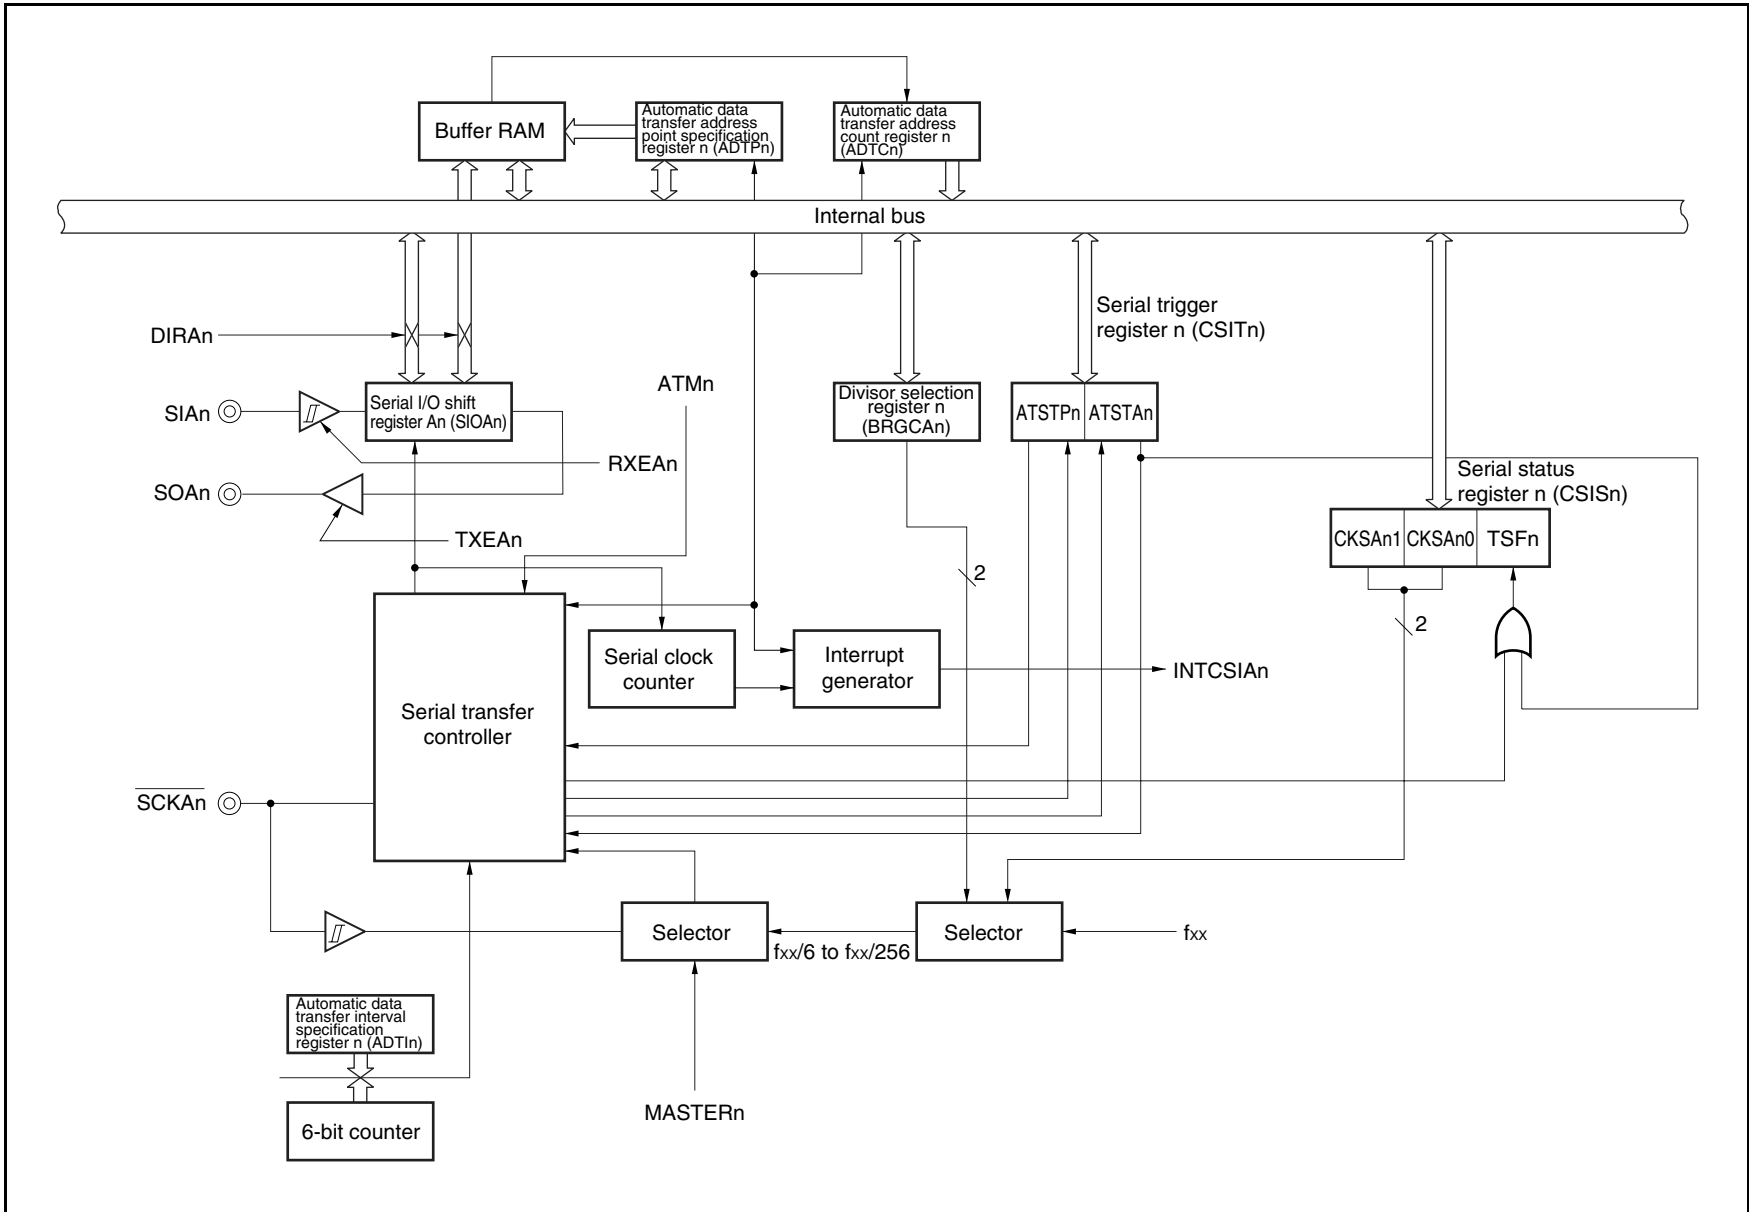 Buffer RAM
Automatic data
transfer address
point specification
register n (ADTPn)
Automatic data
transfer address
count register n
(ADTCn)
Internal bus
DIRAn
Serial trigger
register n (CSITn)
SIAn
Serial I/O shift
register An (SIOAn)
ATMn
Divisor selection
register n
(BRGCAn)
ATSTPn
ATSTAn
RXEAn
SOAn
Serial status
register n (CSISn)
TXEAn
CKSAn1
CKSAn0
TSFn
2
2
Serial clock
counter
Interrupt
generator
INTCSIAn
Serial transfer
controller
SCKAn
Selector
fxx/6 to fxx/256
Selector
fxx
Automatic data
transfer interval
specification
register n (ADTIn)
MASTERn
6-bit counter